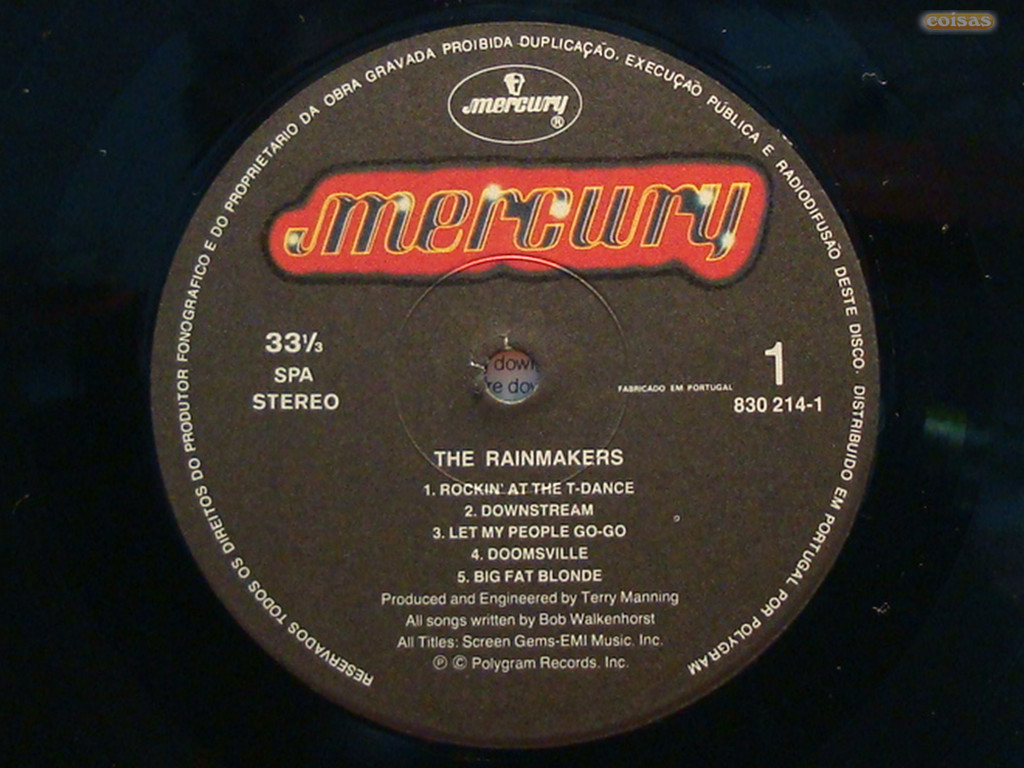 coisas
RESERVADOS TODOS OS DIREITOS DO PRODUTOR FONOGRAFICO E DO PROPRIETARIO DA OBRA GRAVADA PROIBIDA DUPLICAÇÃO, EXECUÇÃO PÚBLICA E RADIODIFUSÃO DESTE DISCO. DISTRIBUIDO EM PORTUGAL POR POLYGRAM
mercury®
mercury
33⅓
SPA
STEREO
1
FABRICADO EM PORTUGAL
830 214-1
down
THE RAINMAKERS
1. ROCKIN' AT THE T-DANCE
2. DOWNSTREAM
3. LET MY PEOPLE GO-GO
4. DOOMSVILLE
5. BIG FAT BLONDE
Produced and Engineered by Terry Manning
All songs written by Bob Walkenhorst
All Titles: Screen Gems-EMI Music, Inc.
℗ © Polygram Records, Inc.